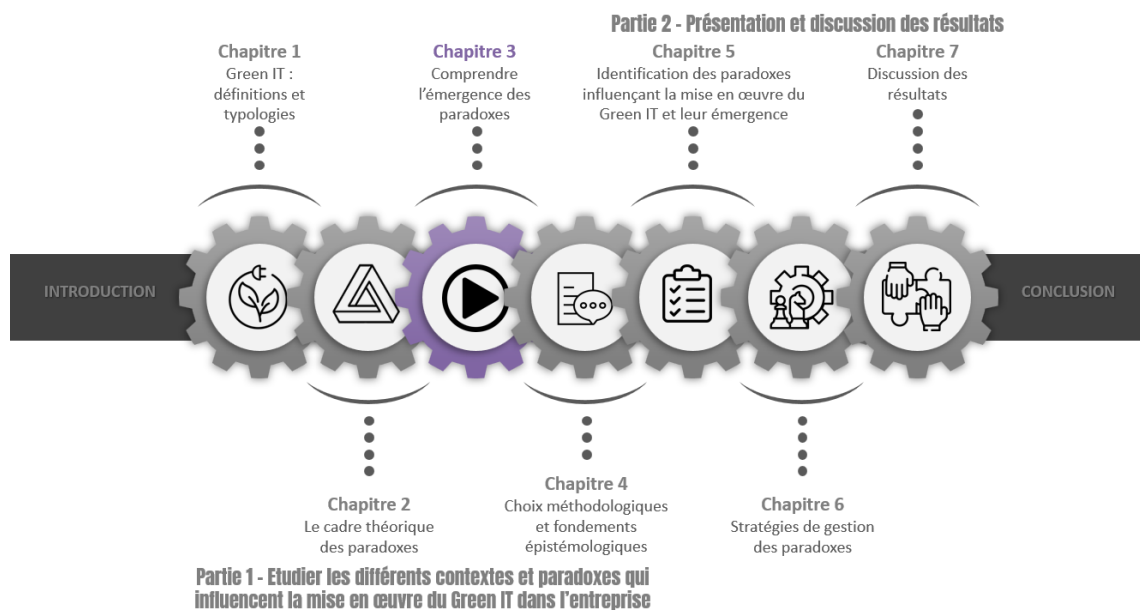 Partie 2 - Présentation et discussion des résultats
Chapitre 1
Green IT :
définitions et
typologies
Chapitre 3
Comprendre
l'émergence des
paradoxes
Chapitre 5
Identification des paradoxes
influençant la mise en œuvre du
Green IT et leur émergence
Chapitre 7
Discussion des
résultats
INTRODUCTION
CONCLUSION
Chapitre 2
Le cadre théorique
des paradoxes
Chapitre 4
Choix méthodologiques
et fondements
épistémologiques
Chapitre 6
Stratégies de gestion
des paradoxes
Partie 1 - Etudier les différents contextes et paradoxes qui
influencent la mise en œuvre du Green IT dans l'entreprise